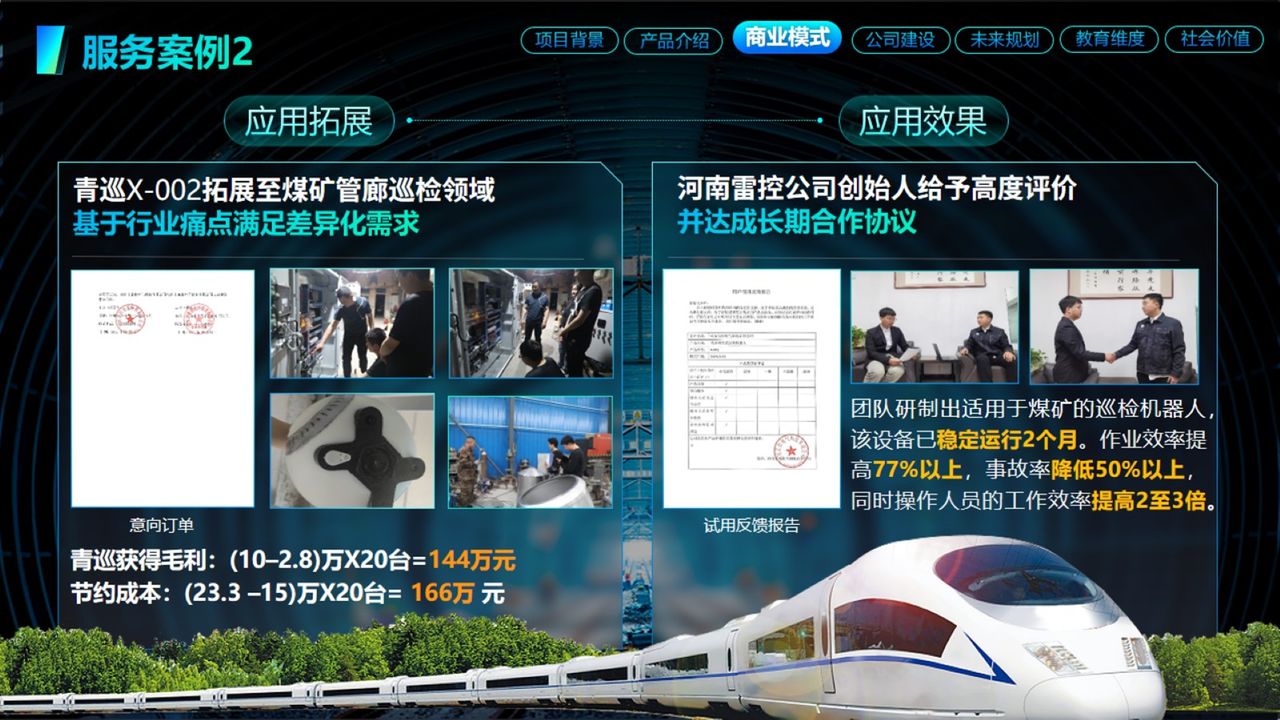 服务案例2
项目背景
产品介绍
商业模式
公司建设
未来规划
教育维度
社会价值
应用拓展
应用效果
青巡X-002拓展至煤矿管廊巡检领域
基于行业痛点满足差异化需求
意向订单
青巡获得毛利：(10–2.8)万X20台=144万元
节约成本：(23.3 –15)万X20台= 166万 元
河南雷控公司创始人给予高度评价
并达成长期合作协议
试用反馈报告
团队研制出适用于煤矿的巡检机器人，
该设备已稳定运行2个月。作业效率提
高77%以上，事故率降低50%以上，
同时操作人员的工作效率提高2至3倍。